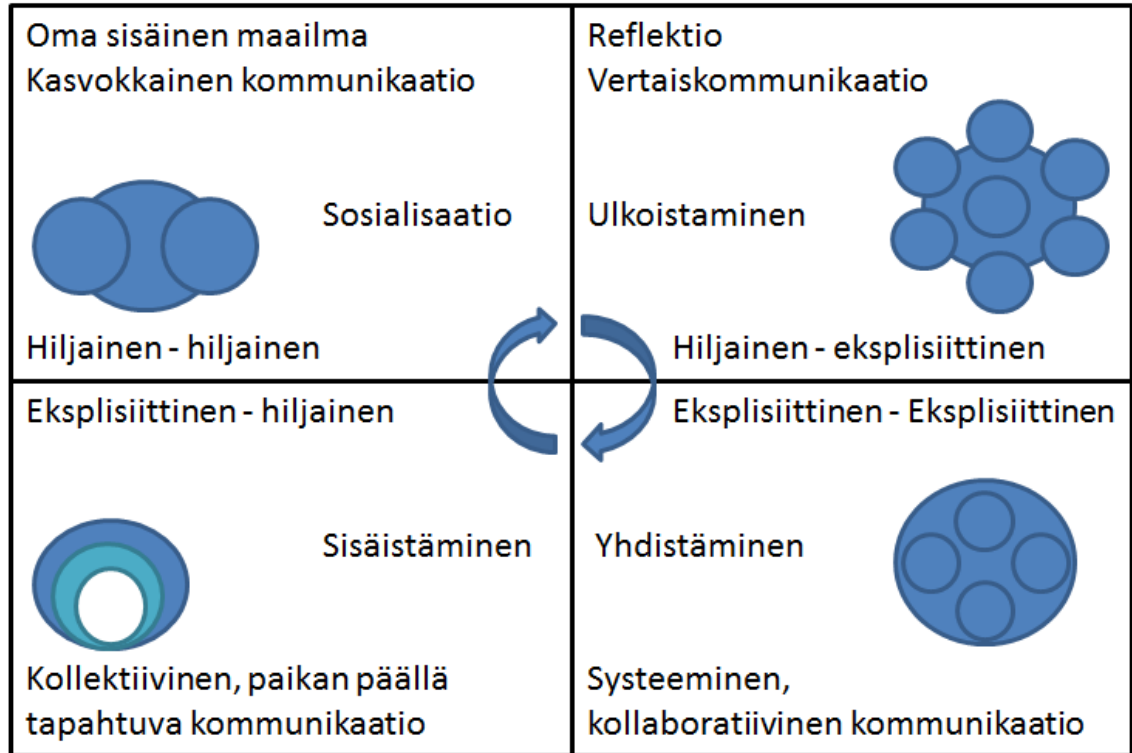 Oma sisäinen maailma
Kasvokkainen kommunikaatio
Sosialisaatio
Hiljainen - hiljainen
Reflektio
Vertaiskommunikaatio
Ulkoistaminen
Hiljainen - eksplisiittinen
Eksplisiittinen - hiljainen
Sisäistäminen
Kollektiivinen, paikan päällä
tapahtuva kommunikaatio
Eksplisiittinen - Eksplisiittinen
Yhdistäminen
Systeeminen,
kollaboratiivinen kommunikaatio